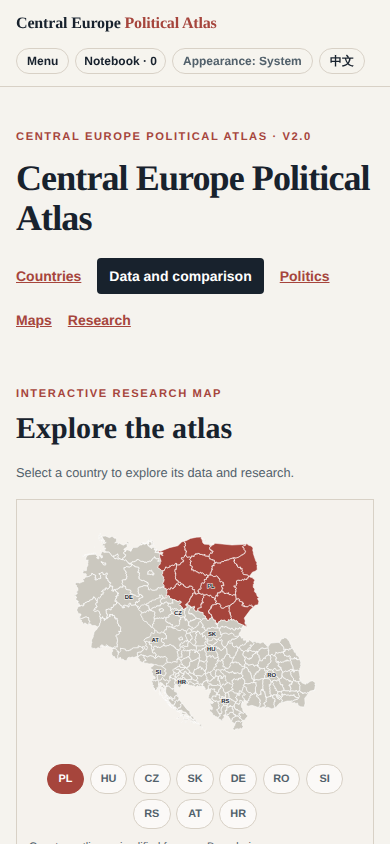 Central Europe Political Atlas
Menu
Notebook · 0
Appearance: System
中文
CENTRAL EUROPE POLITICAL ATLAS · V2.0
Central Europe Political
Atlas
Countries
Data and comparison
Politics
Maps
Research
INTERACTIVE RESEARCH MAP
Explore the atlas
Select a country to explore its data and research.
DE
PL
CZ
SK
AT
HU
SI
HR
RO
RS
PL
HU
CZ
SK
DE
RO
SI
RS
AT
HR